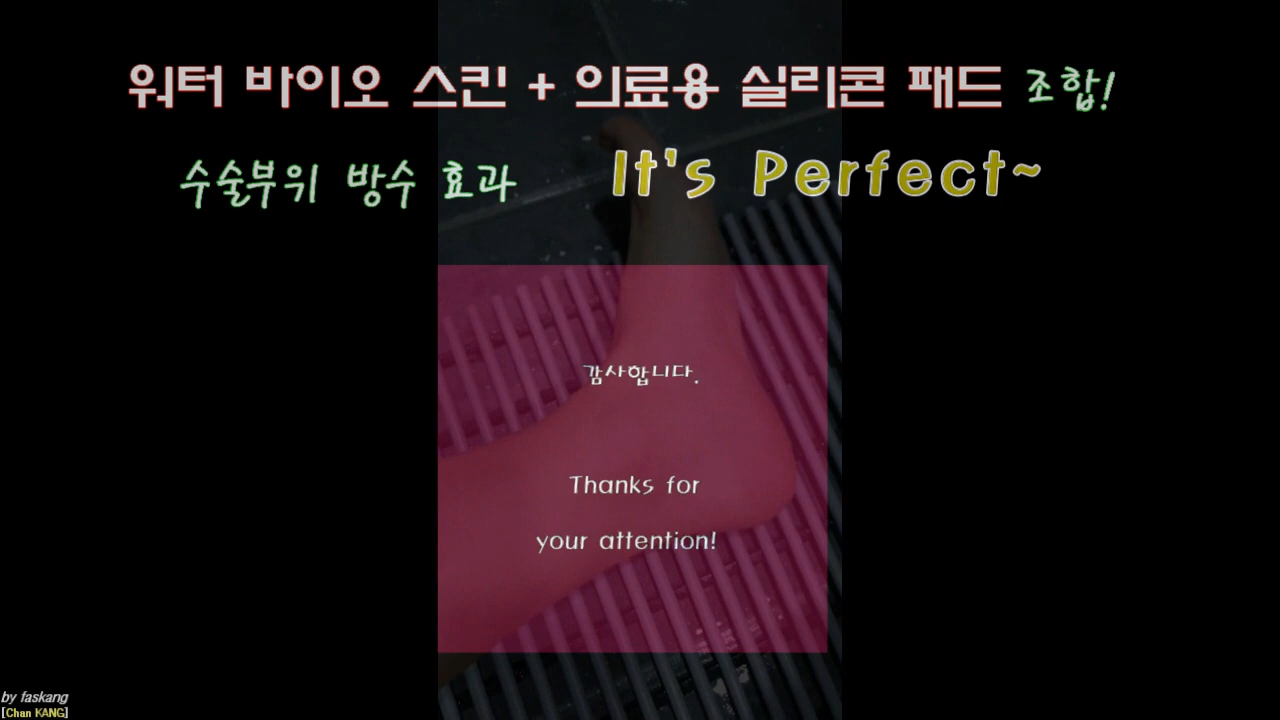 워터 바이오 스킨 + 의료용 실리콘 패드 조합!
수술부위 방수 효과 It's Perfect~
감사합니다.
Thanks for
your attention!
by faskang
[Chan KANG]